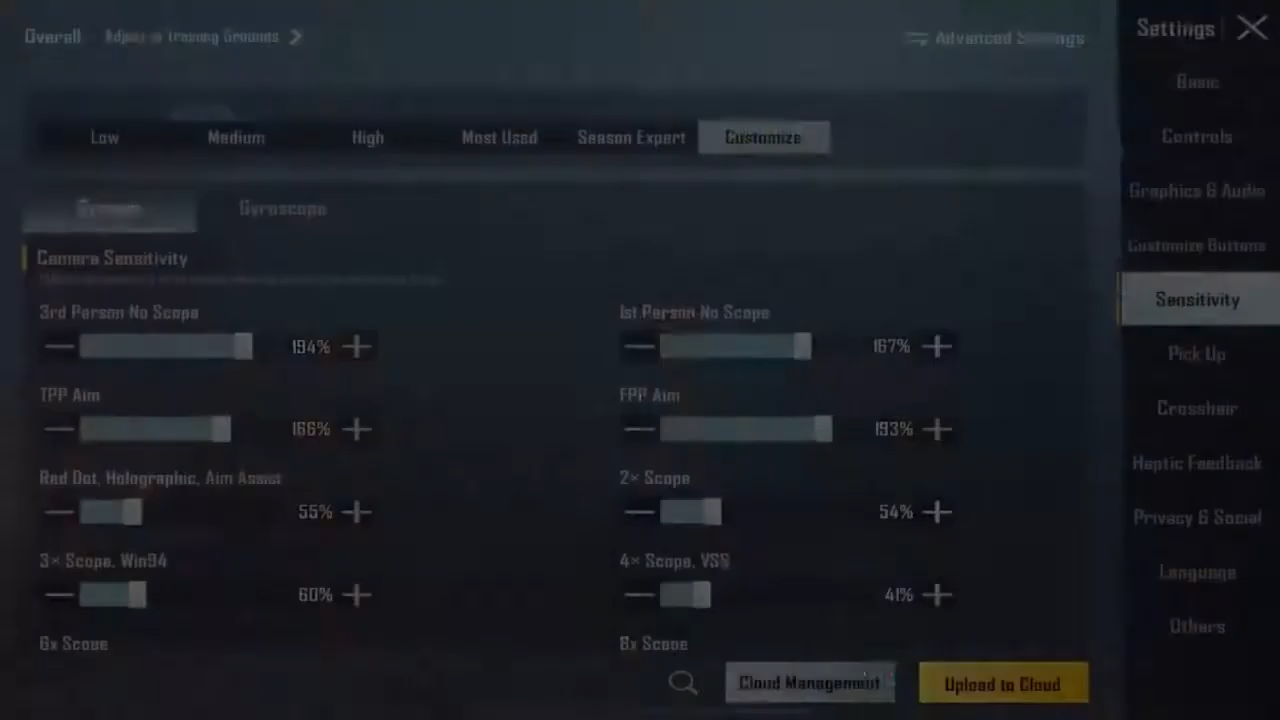 Overall Adjust in Training Grounds
Advanced Settings
Settings
Low Medium High Most Used Season Expert Customize
Gyroscope
Camera Sensitivity
3rd Person No Scope
194%
1st Person No Scope
167%
TPP Aim
166%
FPP Aim
193%
Red Dot, Holographic, Aim Assist
55%
2× Scope
54%
3× Scope, Win94
60%
4× Scope, VSS
41%
6x Scope
8x Scope
Cloud Management
Upload to Cloud
Basic
Controls
Graphics & Audio
Customize Buttons
Sensitivity
Pick Up
Crosshair
Haptic Feedback
Privacy & Social
Language
Others